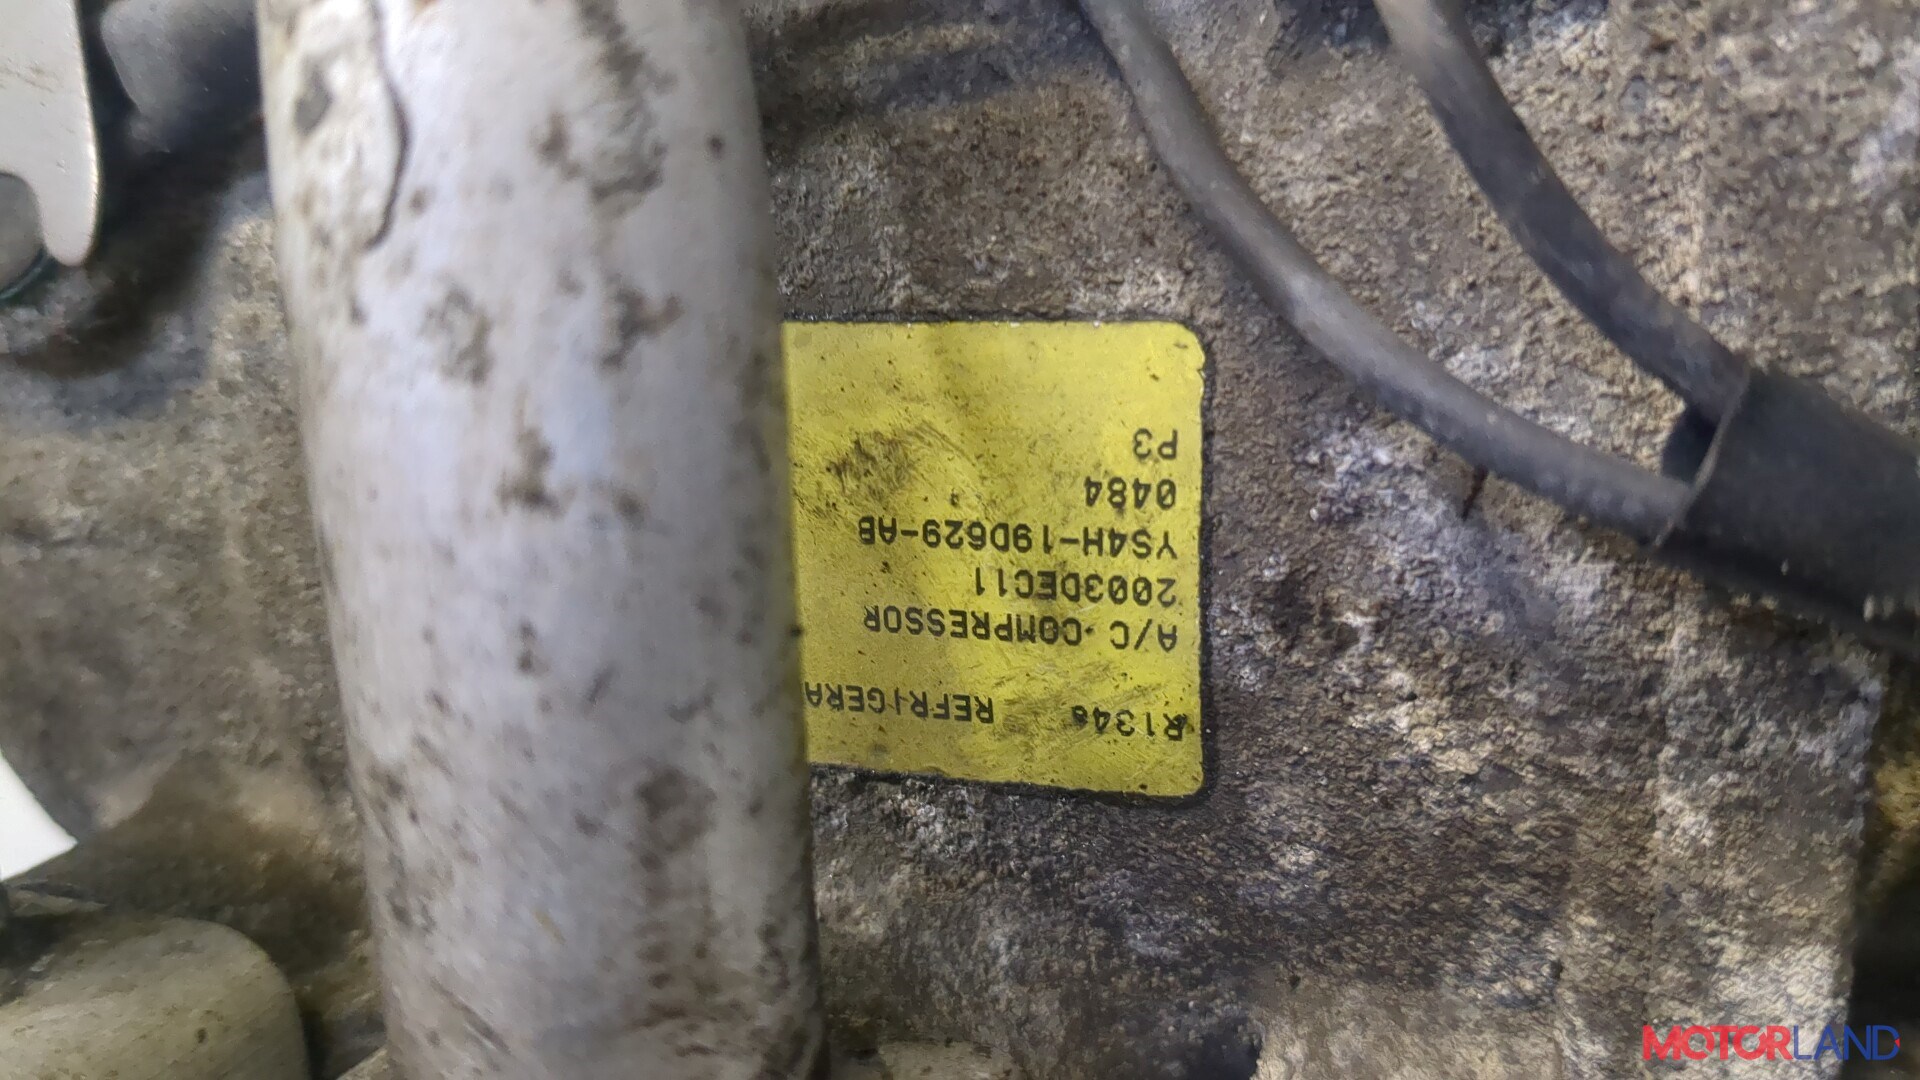 R134a REFRIGERA
A/C COMPRESSOR
2003DEC11
YS4H-19D629-AB
0484
P3
MOTORLAND